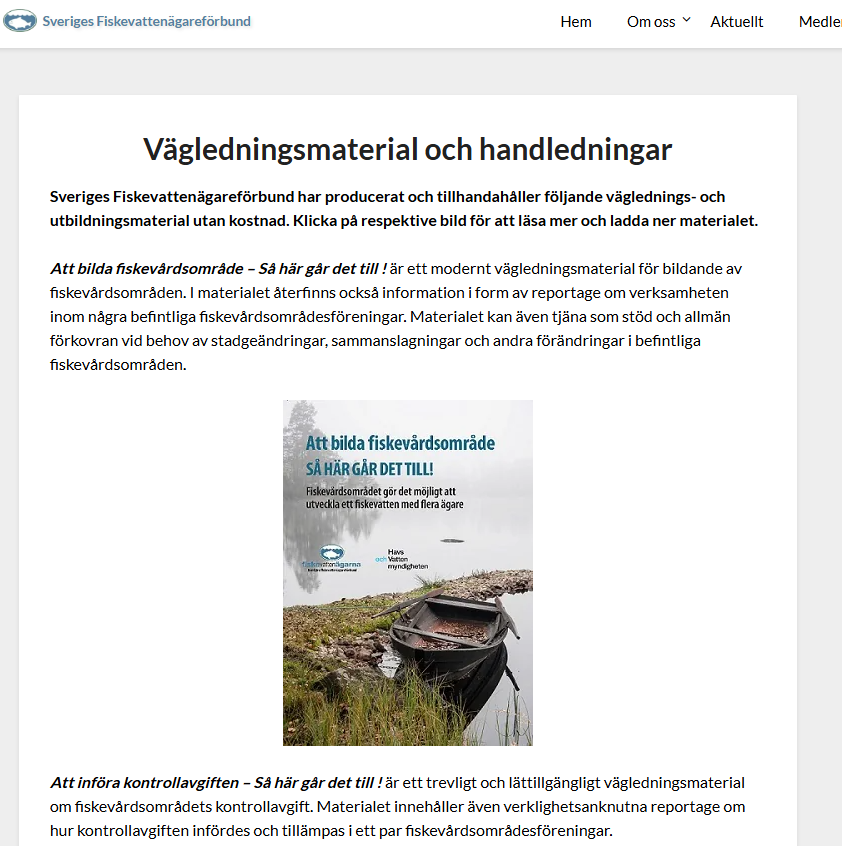 Sveriges Fiskevattenägareförbund
Hem Om oss Aktuellt Medle
Vägledningsmaterial och handledningar
Sveriges Fiskevattenägareförbund har producerat och tillhandahåller följande väglednings- och
utbildningsmaterial utan kostnad. Klicka på respektive bild för att läsa mer och ladda ner materialet.
Att bilda fiskevårdsområde – Så här går det till ! är ett modernt vägledningsmaterial för bildande av
fiskevårdsområden. I materialet återfinns också information i form av reportage om verksamheten
inom några befintliga fiskevårdsområdesföreningar. Materialet kan även tjäna som stöd och allmän
förkovran vid behov av stadgeändringar, sammanslagningar och andra förändringar i befintliga
fiskevårdsområden.
Att bilda fiskevårdsområde
SÅ HÄR GÅR DET TILL!
Fiskevårdsområdet gör det möjligt att
utveckla ett fiskevatten med flera ägare
fiskevattenägarna
Havs
och Vatten
myndigheten
Att införa kontrollavgiften – Så här går det till ! är ett trevligt och lättillgängligt vägledningsmaterial
om fiskevårdsområdets kontrollavgift. Materialet innehåller även verklighetsanknutna reportage om
hur kontrollavgiften infördes och tillämpas i ett par fiskevårdsområdesföreningar.